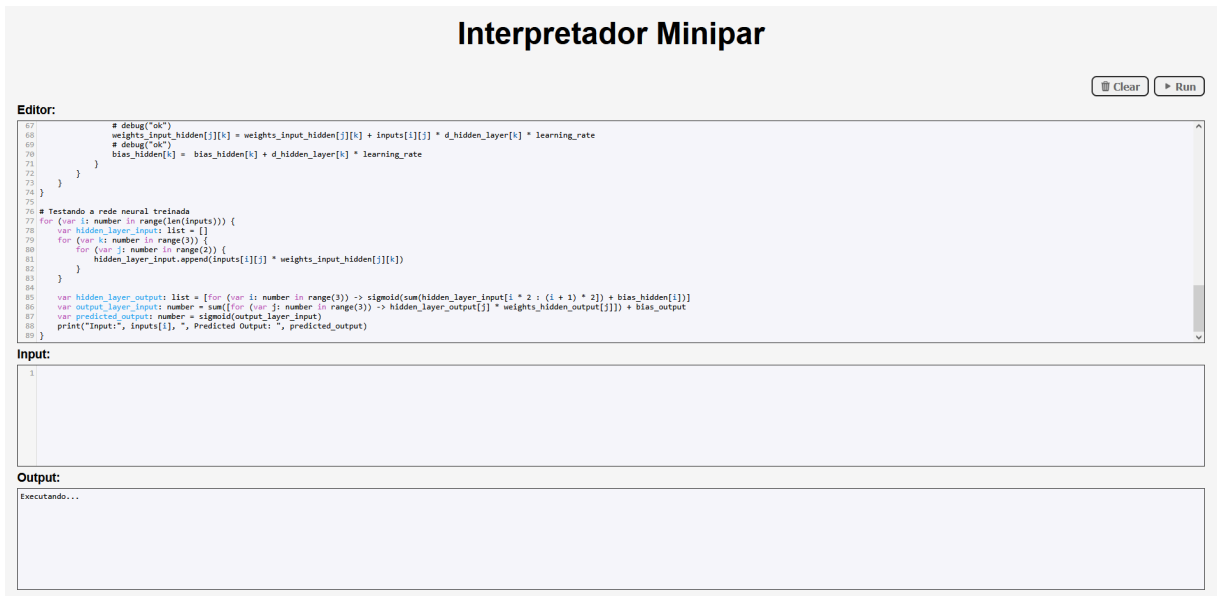 Interpretador Minipar
Clear
Run
Editor:
67                 # debug("ok")
68                 weights_input_hidden[j][k] = weights_input_hidden[j][k] + inputs[i][j] * d_hidden_layer[k] * learning_rate
69                 # debug("ok")
70                 bias_hidden[k] =  bias_hidden[k] + d_hidden_layer[k] * learning_rate
71             }
72         }
73     }
74 }
75
76 # Testando a rede neural treinada
77 for (var i: number in range(len(inputs))) {
78     var hidden_layer_input: list = []
79     for (var k: number in range(3)) {
80         for (var j: number in range(2)) {
81             hidden_layer_input.append(inputs[i][j] * weights_input_hidden[j][k])
82         }
83     }
84
85     var hidden_layer_output: list = [for (var i: number in range(3)) -> sigmoid(sum(hidden_layer_input[i * 2 : (i + 1) * 2]) + bias_hidden[i])]
86     var output_layer_input: number = sum([for (var j: number in range(3)) -> hidden_layer_output[j] * weights_hidden_output[j]]) + bias_output
87     var predicted_output: number = sigmoid(output_layer_input)
88     print("Input:", inputs[i], ", Predicted Output: ", predicted_output)
89 }
Input:
1
Output:
Executando...